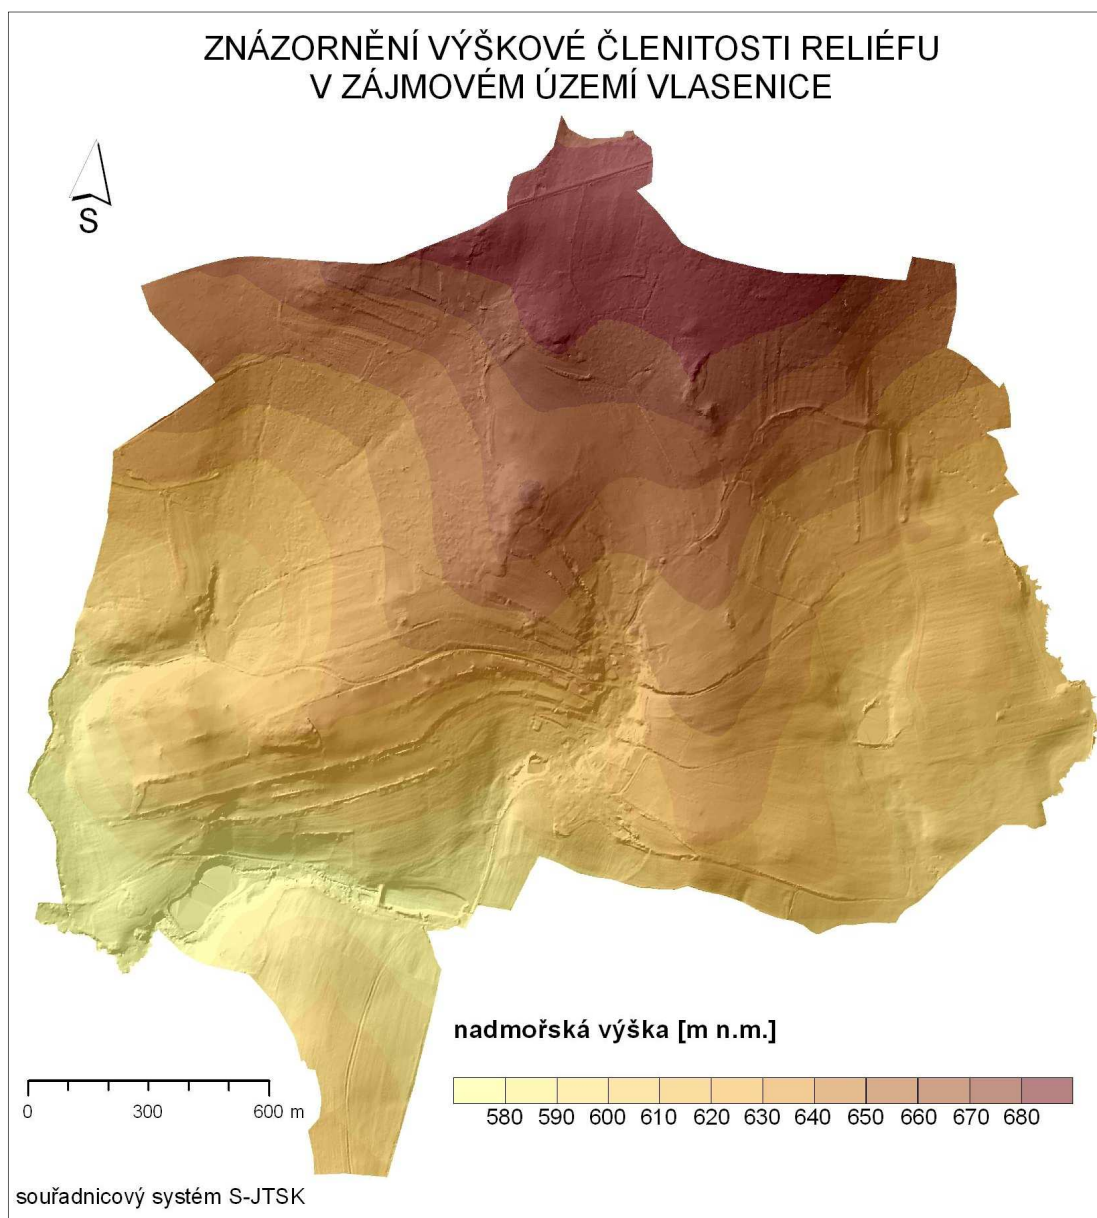 ZNÁZORNĚNÍ VÝŠKOVÉ ČLENITOSTI RELIÉFU
V ZÁJMOVÉM ÚZEMÍ VLASENICE
S
nadmořská výška [m n.m.]
580 590 600 610 620 630 640 650 660 670 680
0 300 600 m
souřadnicový systém S-JTSK